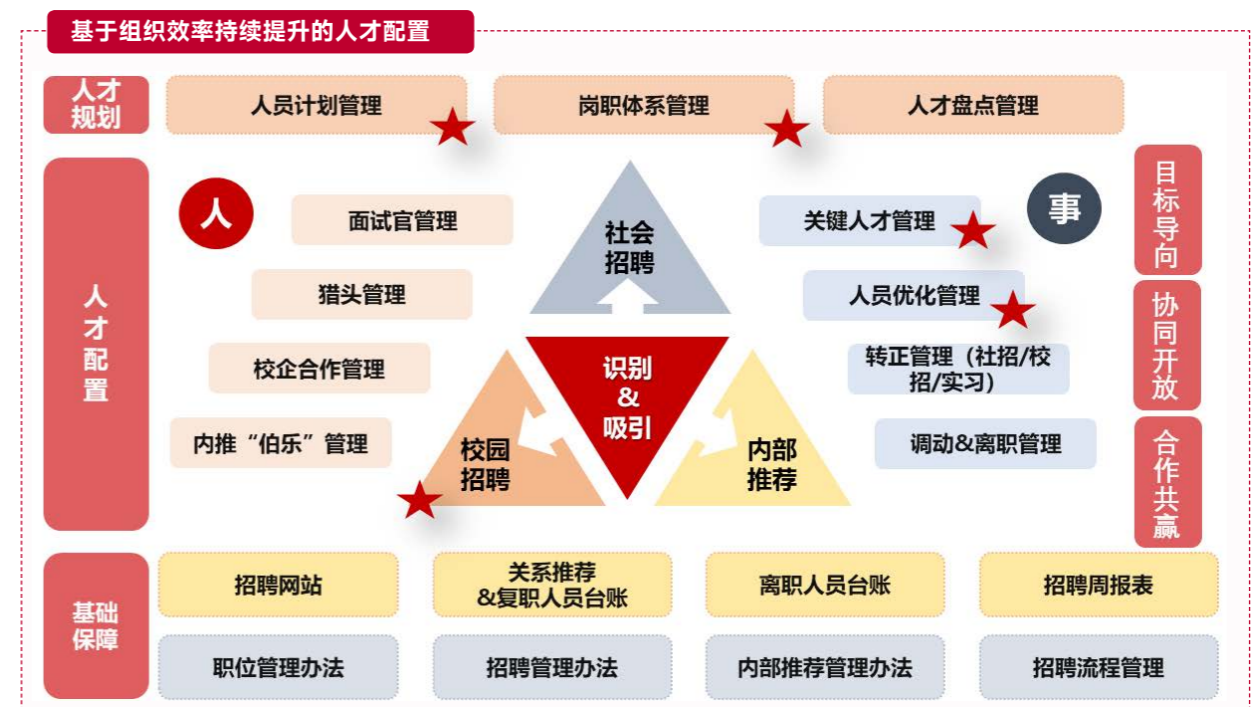 基于组织效率持续提升的人才配置
人才
规划
人员计划管理
岗职体系管理
人才盘点管理
人
才
配
置
人
面试官管理
猎头管理
校企合作管理
内推“伯乐”管理
社会
招聘
识别
&
吸引
校园
招聘
内部
推荐
事
关键人才管理
人员优化管理
转正管理（社招/校
招/实习）
调动&离职管理
目
标
导
向
协
同
开
放
合
作
共
赢
基础
保障
招聘网站
关系推荐
&复职人员台账
离职人员台账
招聘周报表
职位管理办法
招聘管理办法
内部推荐管理办法
招聘流程管理